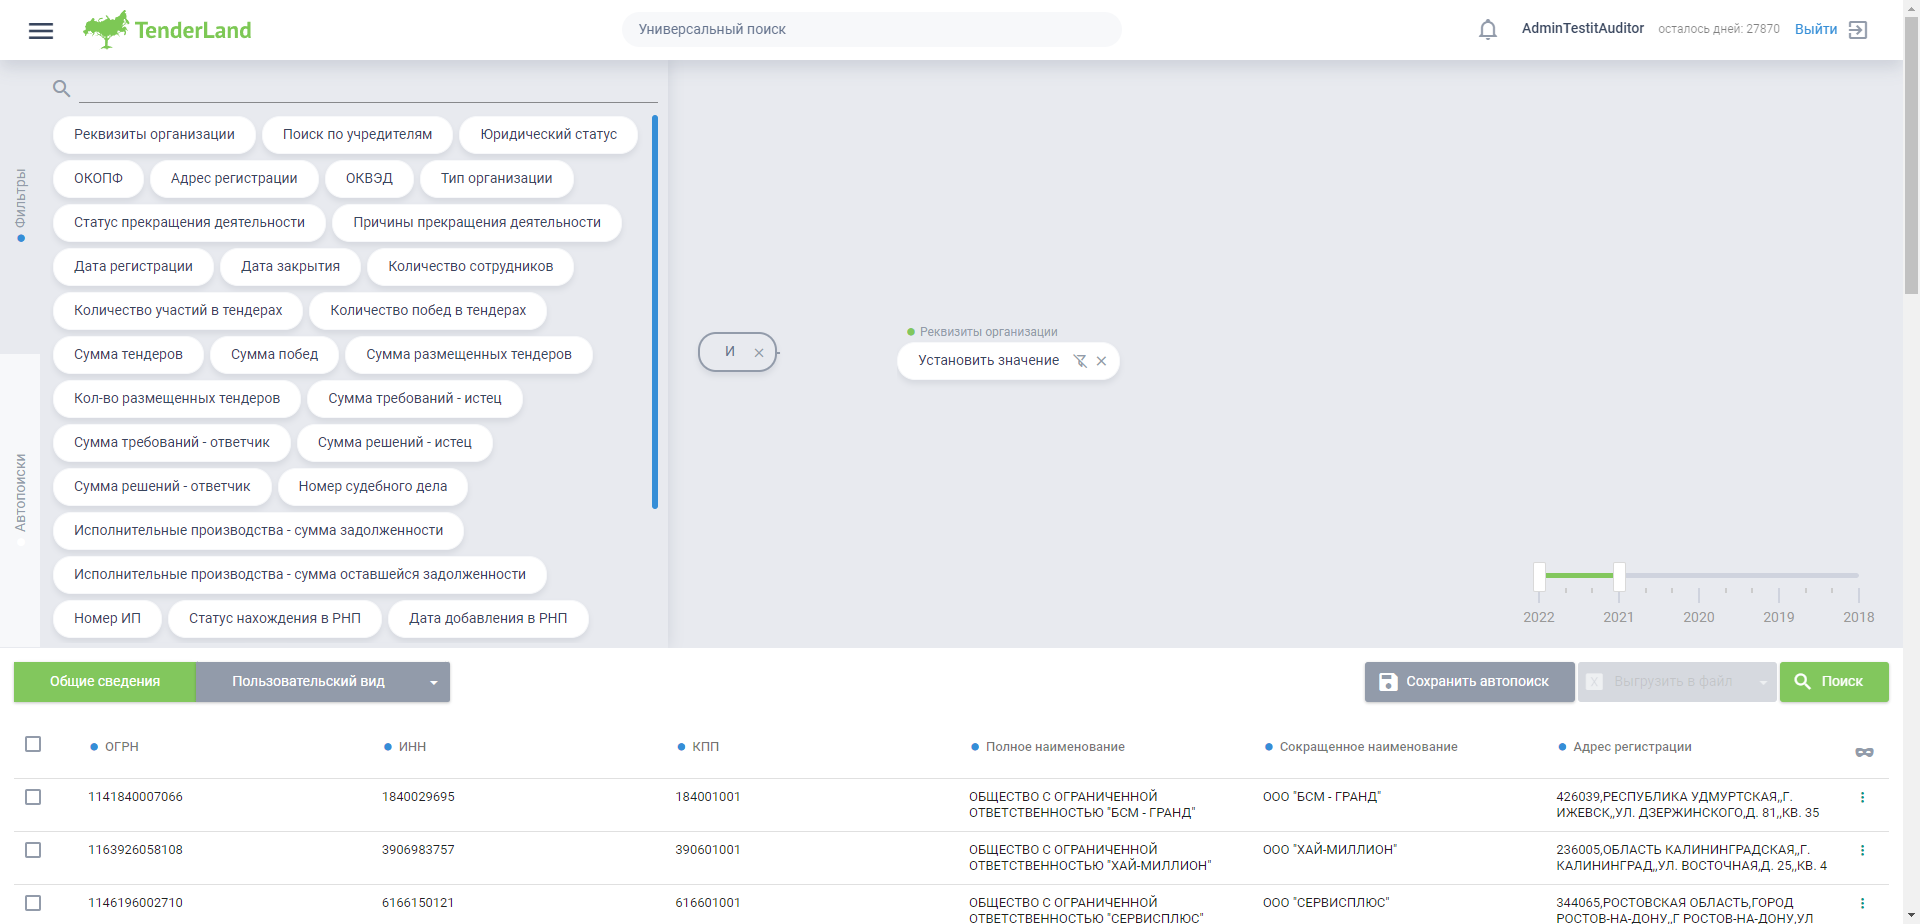 TenderLand
Универсальный поиск
AdminTestitAuditor
осталось дней: 27870
Выйти
Фильтры
Автопоиски
Реквизиты организации
Поиск по учредителям
Юридический статус
ОКОПФ
Адрес регистрации
ОКВЭД
Тип организации
Статус прекращения деятельности
Причины прекращения деятельности
Дата регистрации
Дата закрытия
Количество сотрудников
Количество участий в тендерах
Количество побед в тендерах
Сумма тендеров
Сумма побед
Сумма размещенных тендеров
Кол-во размещенных тендеров
Сумма требований - истец
Сумма требований - ответчик
Сумма решений - истец
Сумма решений - ответчик
Номер судебного дела
Исполнительные производства - сумма задолженности
Исполнительные производства - сумма оставшейся задолженности
Номер ИП
Статус нахождения в РНП
Дата добавления в РНП
И
Реквизиты организации
Установить значение
2022 2021 2020 2019 2018
Общие сведения
Пользовательский вид
Сохранить автопоиск
Выгрузить в файл
Поиск
ОГРН ИНН КПП Полное наименование Сокращенное наименование Адрес регистрации
1141840007066 1840029695 184001001 ОБЩЕСТВО С ОГРАНИЧЕННОЙ ООО "БСМ - ГРАНД" 426039,РЕСПУБЛИКА УДМУРТСКАЯ,,Г.
ОТВЕТСТВЕННОСТЬЮ "БСМ - ГРАНД" ИЖЕВСК,,УЛ. ДЗЕРЖИНСКОГО,Д. 81,,КВ. 35
1163926058108 3906983757 390601001 ОБЩЕСТВО С ОГРАНИЧЕННОЙ ООО "ХАЙ-МИЛЛИОН" 236005,ОБЛАСТЬ КАЛИНИНГРАДСКАЯ,,Г.
ОТВЕТСТВЕННОСТЬЮ "ХАЙ-МИЛЛИОН" КАЛИНИНГРАД,,УЛ. ВОСТОЧНАЯ,Д. 25,,КВ. 4
1146196002710 6166150121 616601001 ОБЩЕСТВО С ОГРАНИЧЕННОЙ ООО "СЕРВИСПЛЮС" 344065,РОСТОВСКАЯ ОБЛАСТЬ,ГОРОД
ОТВЕТСТВЕННОСТЬЮ "СЕРВИСПЛЮС" РОСТОВ-НА-ДОНУ,,Г РОСТОВ-НА-ДОНУ,УЛ